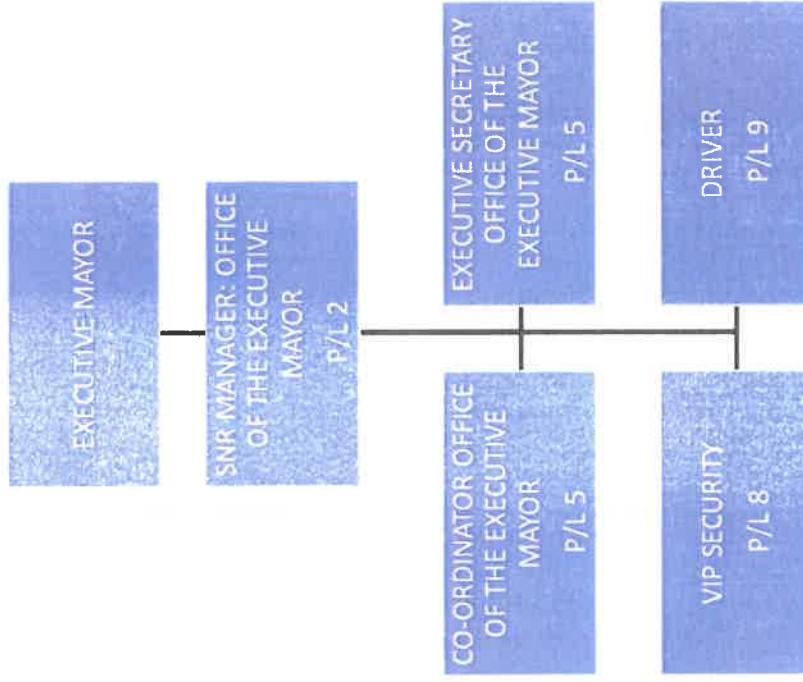 EXECUTIVE MAYOR
SNR MANAGER: OFFICE
OF THE EXECUTIVE
MAYOR
P/L 2
CO-ORDINATOR OFFICE
OF THE EXECUTIVE
MAYOR
P/L 5
EXECUTIVE SECRETARY
OFFICE OF THE
EXECUTIVE MAYOR
P/L 5
VIP SECURITY
P/L 8
DRIVER
P/L 9